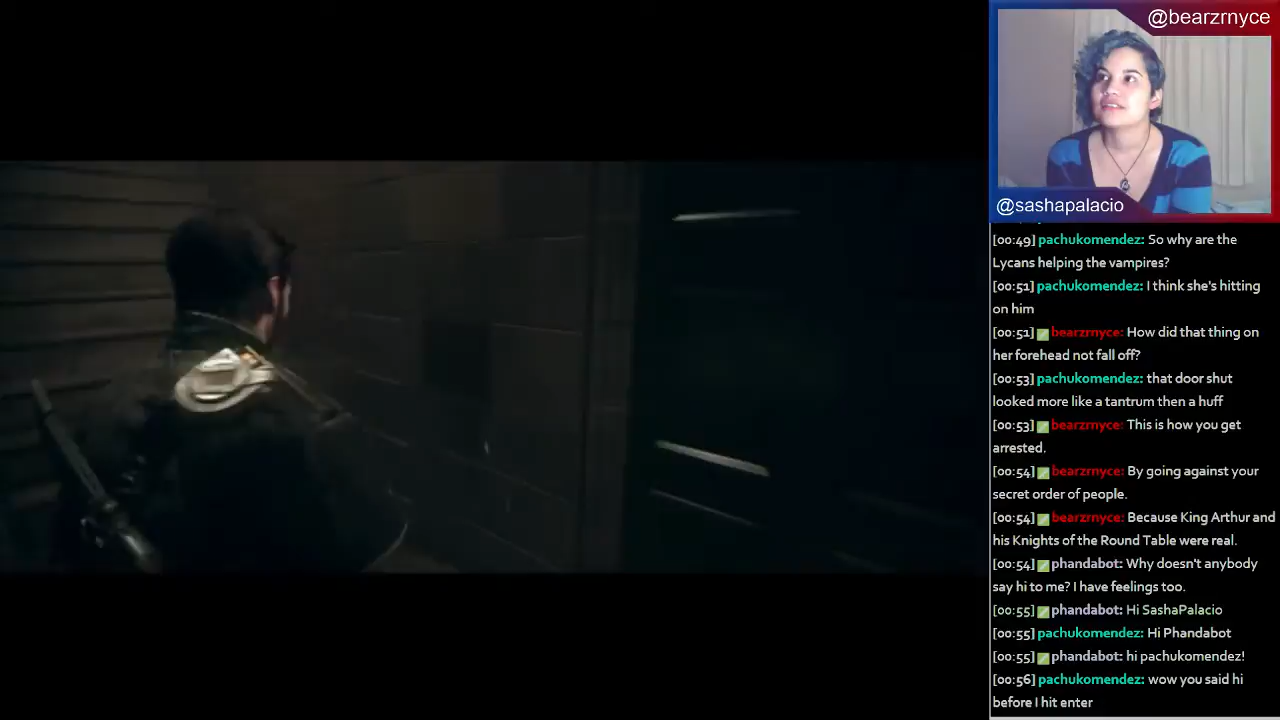 @bearzrnyce
@sashapalacio
[00:49] pachukomendez: So why are the
Lycans helping the vampires?
[00:51] pachukomendez: I think she's hitting
on him
[00:51] bearzrnyce: How did that thing on
her forehead not fall off?
[00:53] pachukomendez: that door shut
looked more like a tantrum then a huff
[00:53] bearzrnyce: This is how you get
arrested.
[00:54] bearzrnyce: By going against your
secret order of people.
[00:54] bearzrnyce: Because King Arthur and
his Knights of the Round Table were real.
[00:54] phandabot: Why doesn't anybody
say hi to me? I have feelings too.
[00:55] phandabot: Hi SashaPalacio
[00:55] pachukomendez: Hi Phandabot
[00:55] phandabot: hi pachukomendez!
[00:56] pachukomendez: wow you said hi
before I hit enter